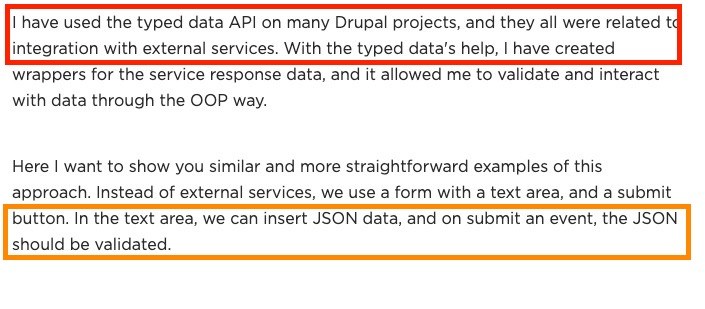 I have used the typed data API on many Drupal projects, and they all were related to
integration with external services. With the typed data's help, I have created
wrappers for the service response data, and it allowed me to validate and interact
with data through the OOP way.
Here I want to show you similar and more straightforward examples of this
approach. Instead of external services, we use a form with a text area, and a submit
button. In the text area, we can insert JSON data, and on submit an event, the JSON
should be validated.